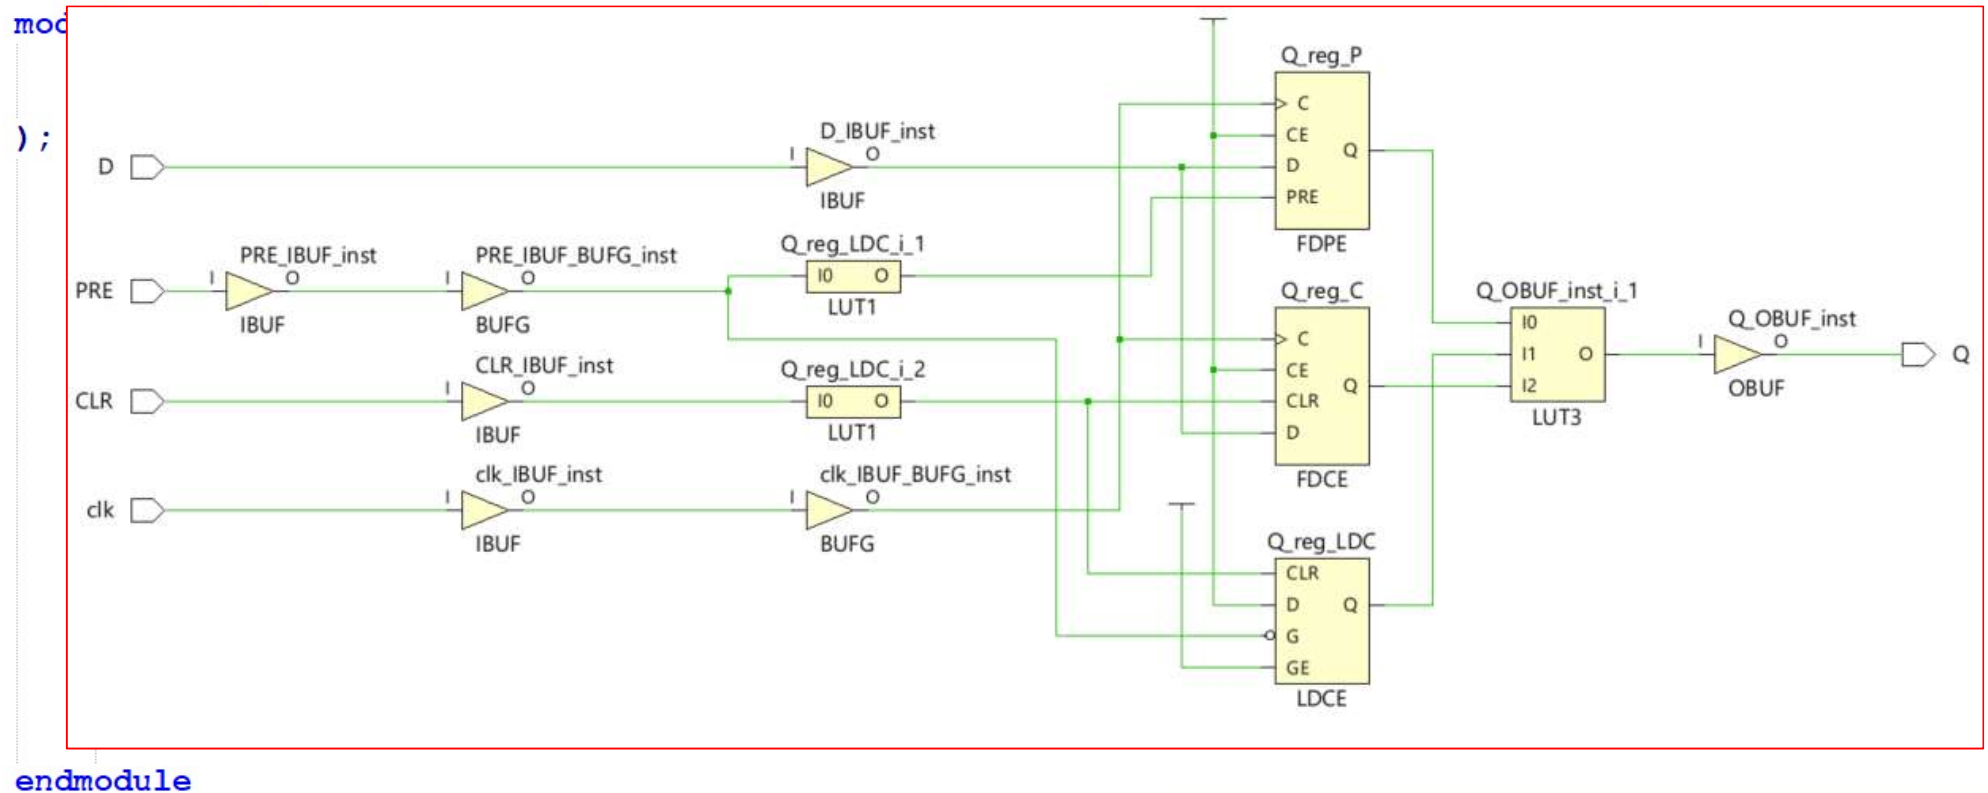 mod
);
Q_reg_P
C
CE
D
PRE
Q
FDPE
D
I
D_IBUF_inst
O
IBUF
PRE
I
PRE_IBUF_inst
O
IBUF
I
PRE_IBUF_BUFG_inst
O
BUFG
Q_reg_LDC_i_1
I0 O
LUT1
Q_reg_C
C
CE
CLR
D
Q
FDCE
Q_OBUF_inst_i_1
I0
I1 O
I2
LUT3
I
Q_OBUF_inst
O
OBUF
Q
CLR
I
CLR_IBUF_inst
O
IBUF
Q_reg_LDC_i_2
I0 O
LUT1
clk
I
clk_IBUF_inst
O
IBUF
I
clk_IBUF_BUFG_inst
O
BUFG
Q_reg_LDC
CLR
D Q
G
GE
LDCE
endmodule